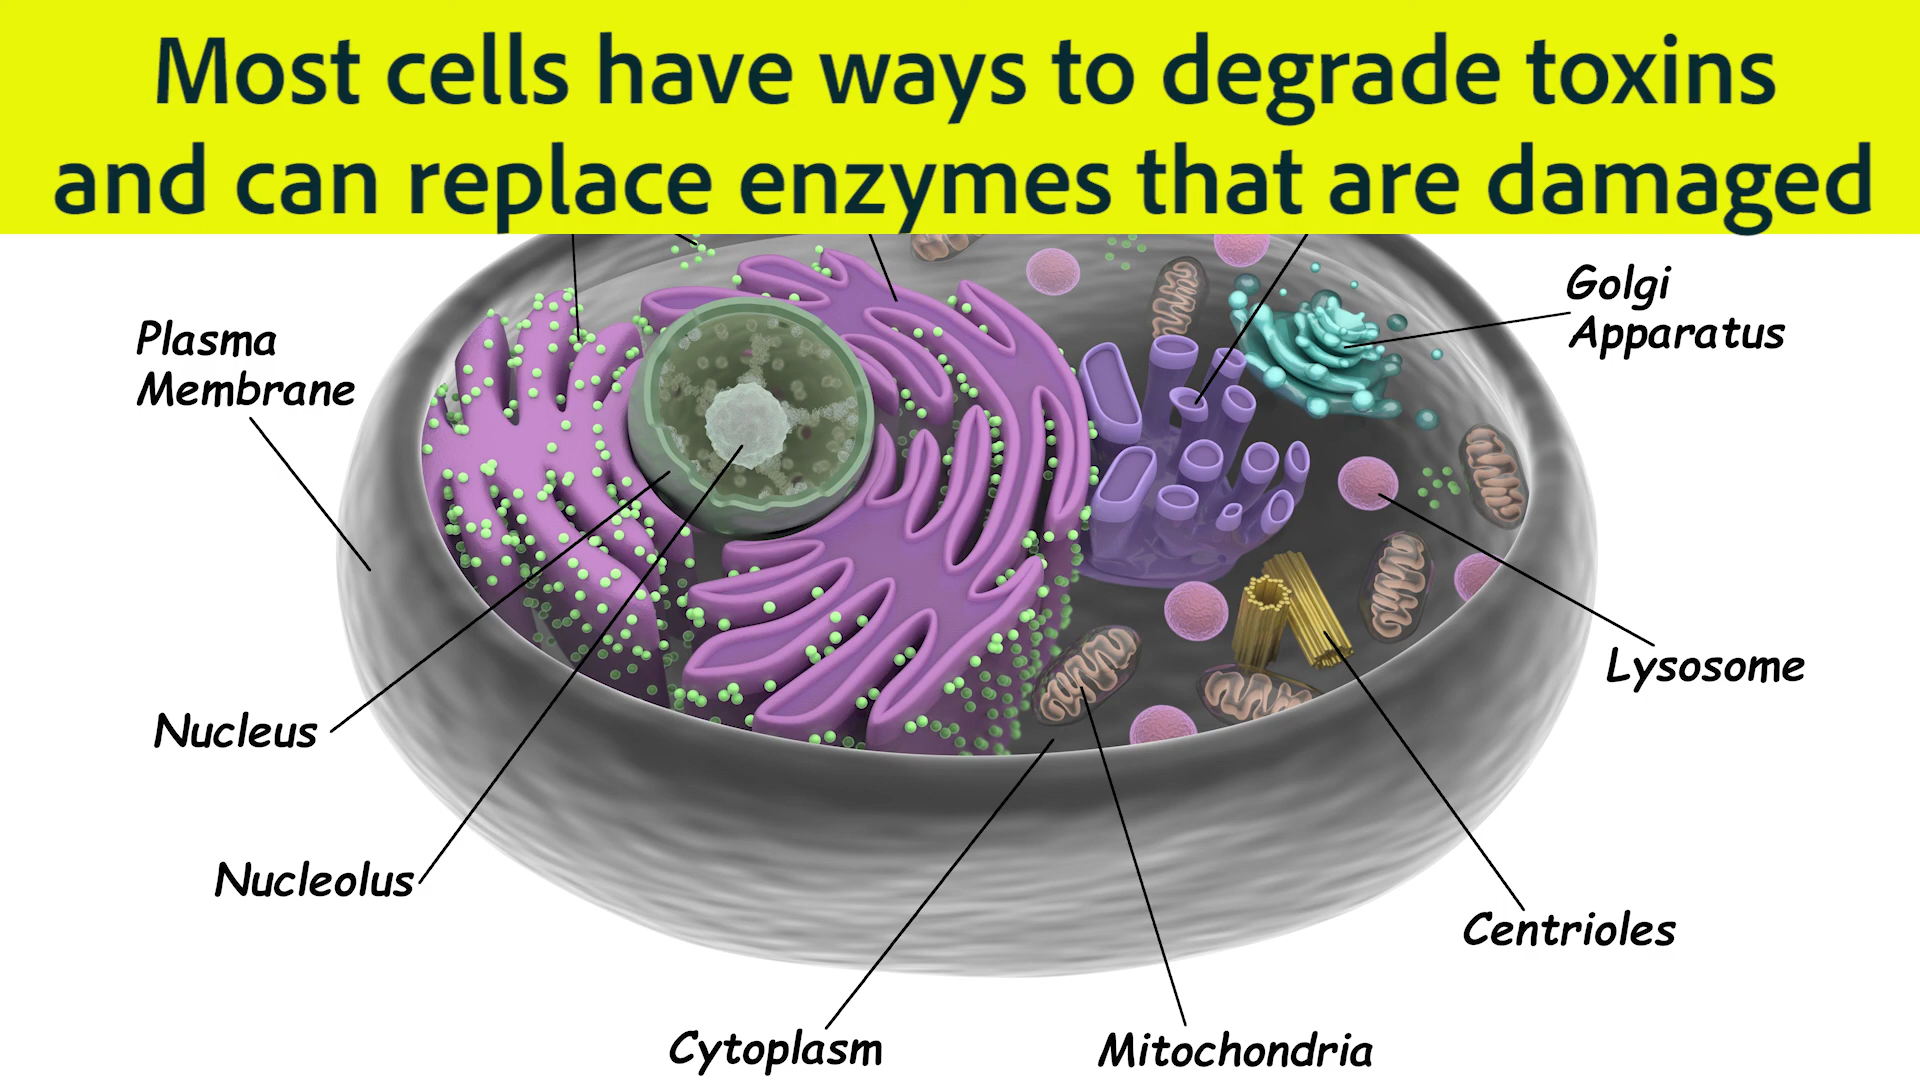 Most cells have ways to degrade toxins
and can replace enzymes that are damaged
Golgi
Apparatus
Plasma
Membrane
Lysosome
Nucleus
Nucleolus
Centrioles
Cytoplasm
Mitochondria